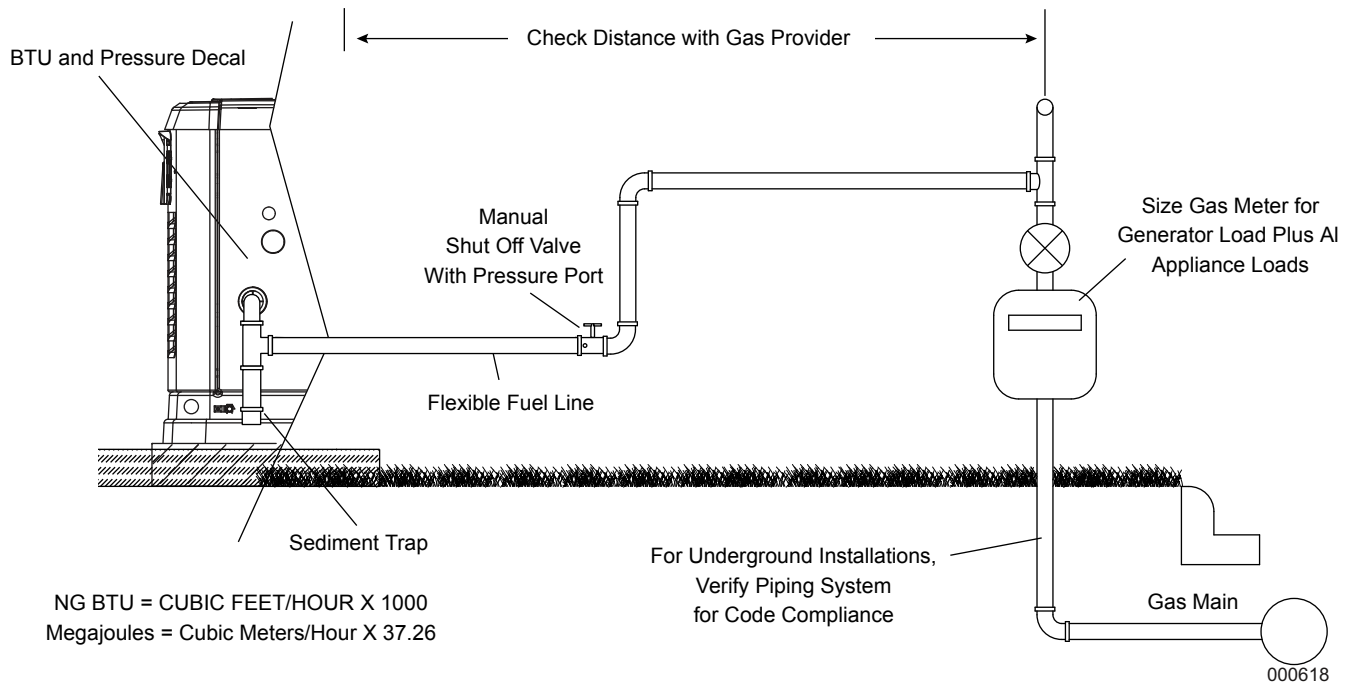 Check Distance with Gas Provider
BTU and Pressure Decal
Manual
Shut Off Valve
With Pressure Port
Size Gas Meter for
Generator Load Plus Al
Appliance Loads
Flexible Fuel Line
Sediment Trap
For Underground Installations,
Verify Piping System
for Code Compliance
Gas Main
NG BTU = CUBIC FEET/HOUR X 1000
Megajoules = Cubic Meters/Hour X 37.26
000618